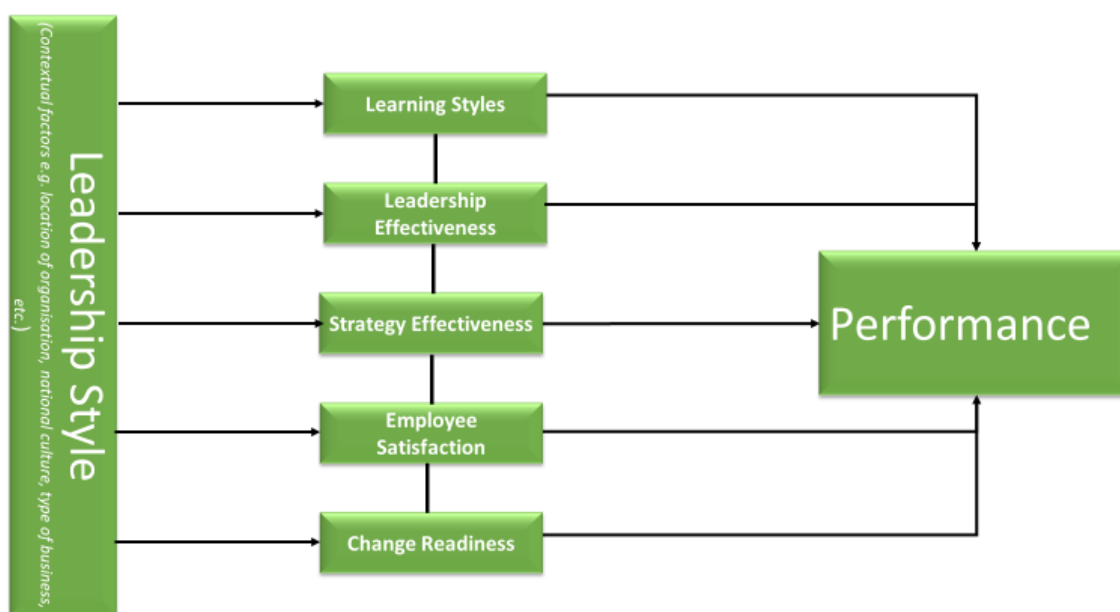 Leadership Style
(Contextual factors e.g. location of organisation, national culture, type of business,
etc.)
Learning Styles
Leadership
Effectiveness
Strategy Effectiveness
Employee
Satisfaction
Change Readiness
Performance